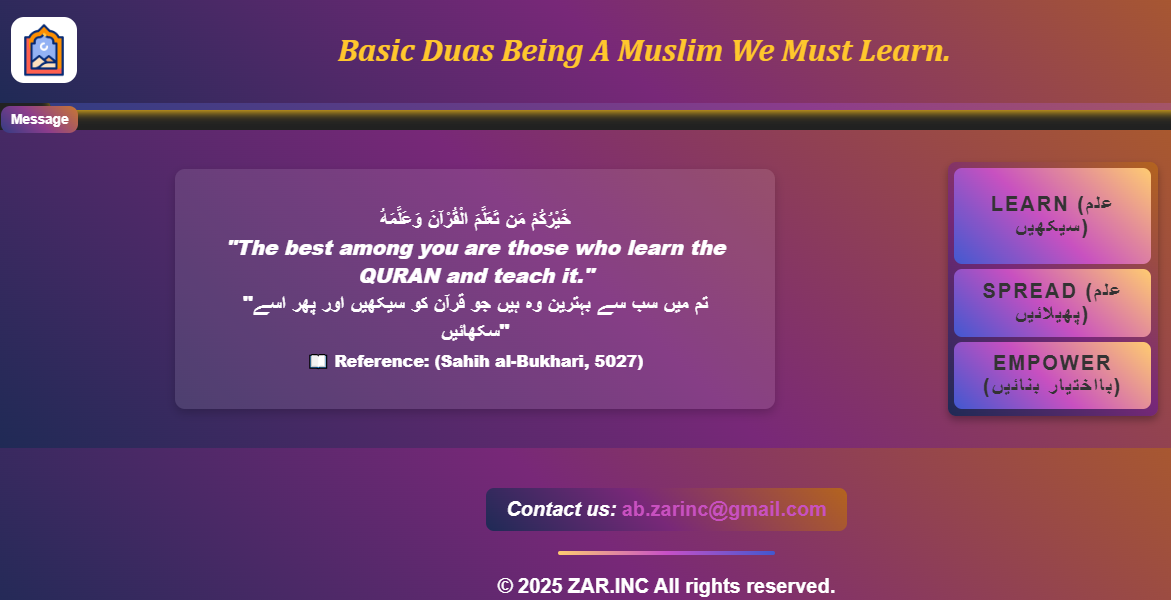 Basic Duas Being A Muslim We Must Learn.
Message
خَيْرُكُمْ مَن تَعَلَّمَ الْقُرْآنَ وَعَلَّمَهُ
"The best among you are those who learn the
QURAN and teach it."
"تم میں سب سے بہترین وہ ہیں جو قرآن کو سیکھیں اور پھر اسے
سکھائیں"
📖 Reference: (Sahih al-Bukhari, 5027)
LEARN (علم
سیکھیں)
SPREAD (علم
پھیلائیں)
EMPOWER
(بااختیار بنائیں)
Contact us: ab.zarinc@gmail.com
© 2025 ZAR.INC All rights reserved.